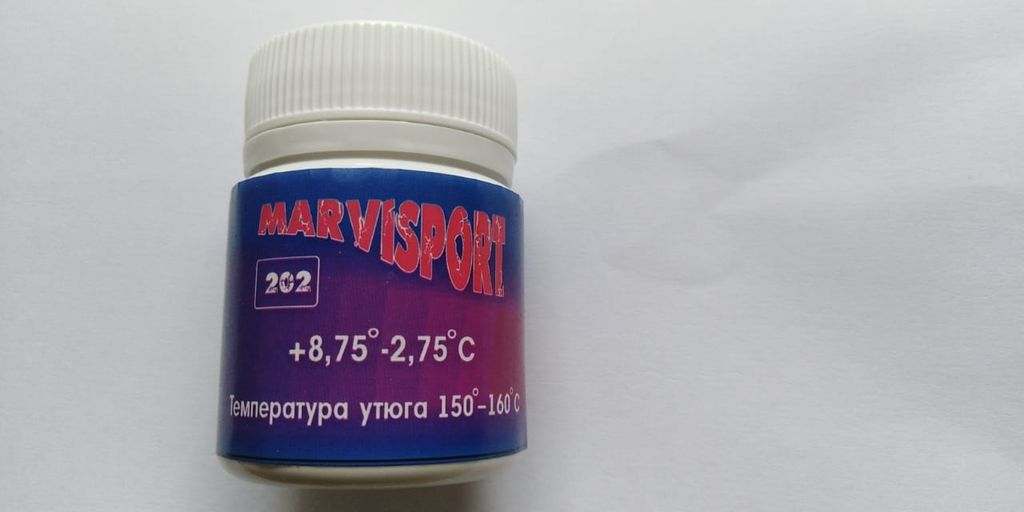 MARVISPORT
202
+8,75°-2,75°C
Температура утюга 150°-160°C